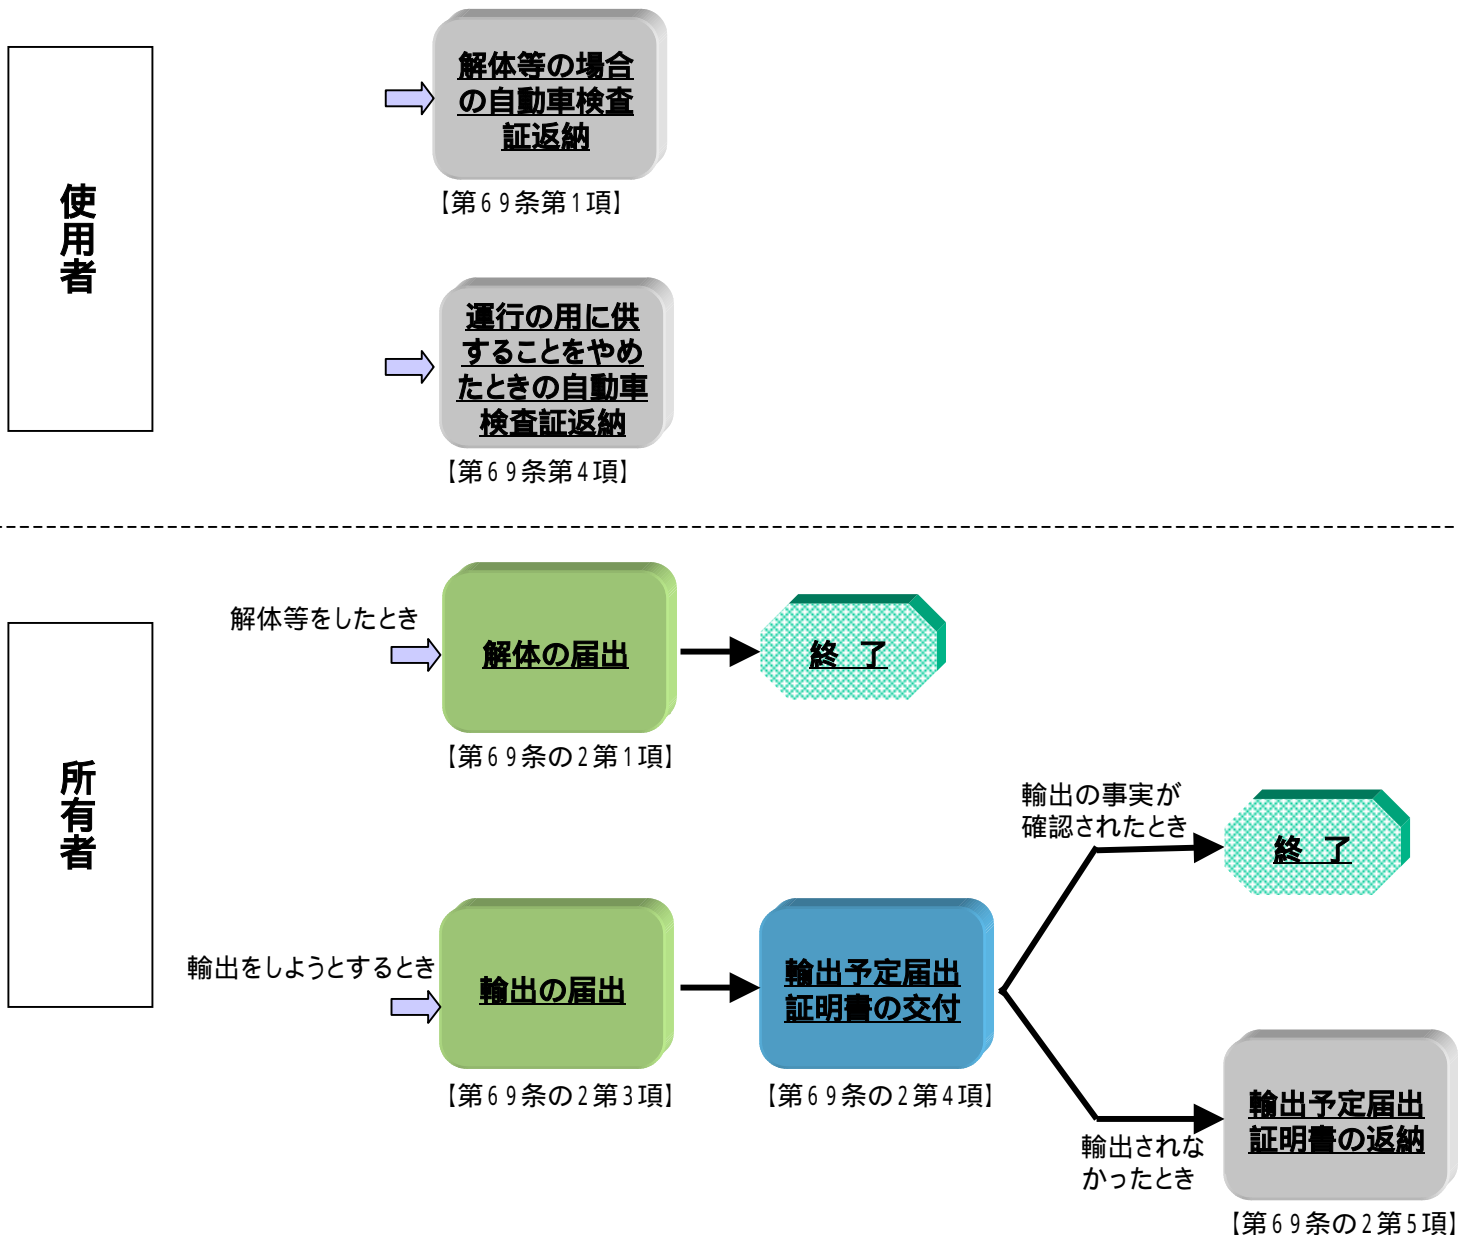 使用者
解体等の場合
の自動車検査
証返納
【第69条第1項】
運行の用に供
することをやめ
たときの自動車
検査証返納
【第69条第4項】
所有者
解体等をしたとき
解体の届出
終　了
【第69条の2第1項】
輸出をしようとするとき
輸出の届出
【第69条の2第3項】
輸出予定届出
証明書の交付
【第69条の2第4項】
輸出の事実が
確認されたとき
終　了
輸出されな
かったとき
輸出予定届出
証明書の返納
【第69条の2第5項】